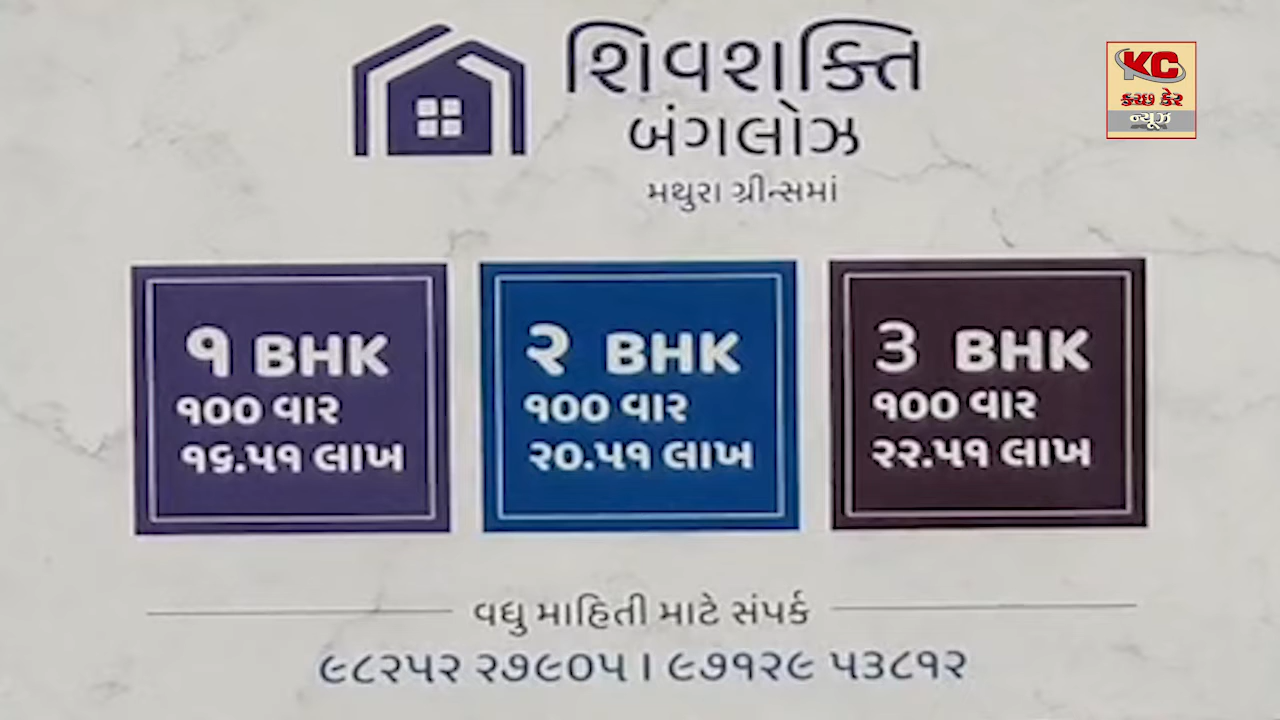 શિવશક્તિ
બંગલોઝ
મથુરા ગ્રીન્સમાં
KC
કચ્છ કેર
ન્યૂઝ
૧ BHK
૧૦૦ વાર
૧૬.૫૧ લાખ
૨ BHK
૧૦૦ વાર
૨૦.૫૧ લાખ
૩ BHK
૧૦૦ વાર
૨૨.૫૧ લાખ
વધુ માહિતી માટે સંપર્ક
૯૮૨૫૨ ૨૭૯૦૫ । ૯૭૧૨૯ ૫૩૮૧૨